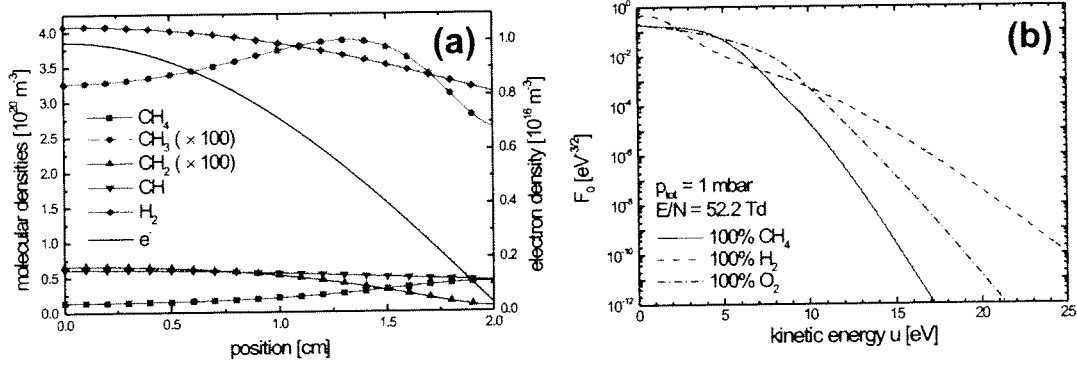 (a)
molecular densities [10²⁰ m⁻³]
4.0
3.5
3.0
2.5
2.0
1.5
1.0
0.5
0.0
CH₄
CH₃ (× 100)
CH₂ (× 100)
CH
H₂
e⁻
1.0
0.8
0.6
0.4
0.2
0.0
electron density [10¹⁶ m⁻³]
0.0 0.5 1.0 1.5 2.0
position [cm]
(b)
F₀ [eV⁻³/²]
10⁰
10⁻²
10⁻⁴
10⁻⁶
10⁻⁸
10⁻¹⁰
10⁻¹²
pₜₒₜ = 1 mbar
E/N = 52.2 Td
100% CH₄
100% H₂
100% O₂
0 5 10 15 20 25
kinetic energy u [eV]